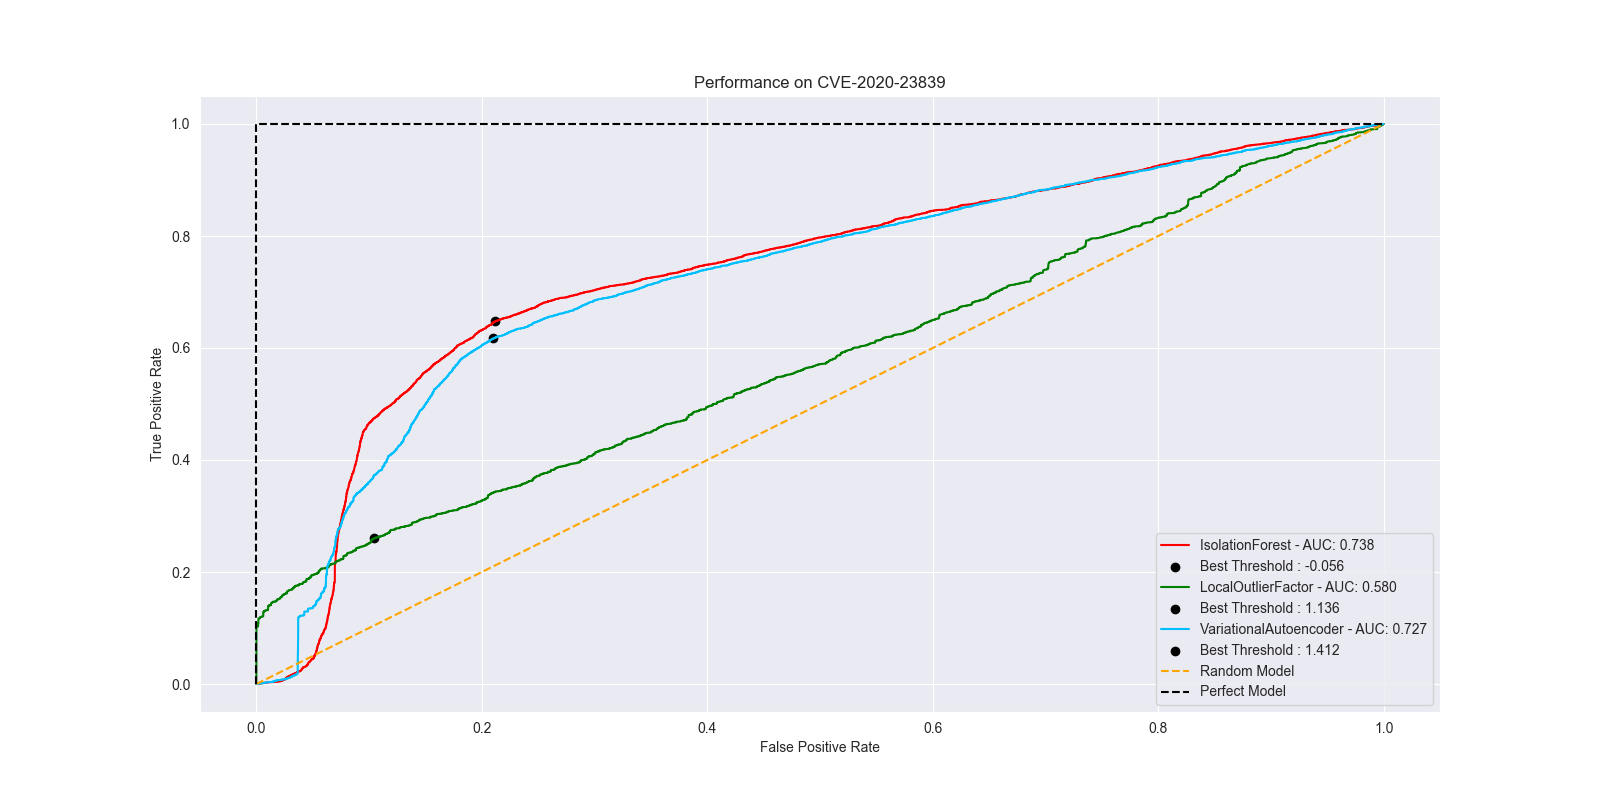 Performance on CVE-2020-23839
True Positive Rate
1.0
0.8
0.6
0.4
0.2
0.0
IsolationForest - AUC: 0.738
Best Threshold : -0.056
LocalOutlierFactor - AUC: 0.580
Best Threshold : 1.136
VariationalAutoencoder - AUC: 0.727
Best Threshold : 1.412
Random Model
Perfect Model
0.0 0.2 0.4 0.6 0.8 1.0
False Positive Rate